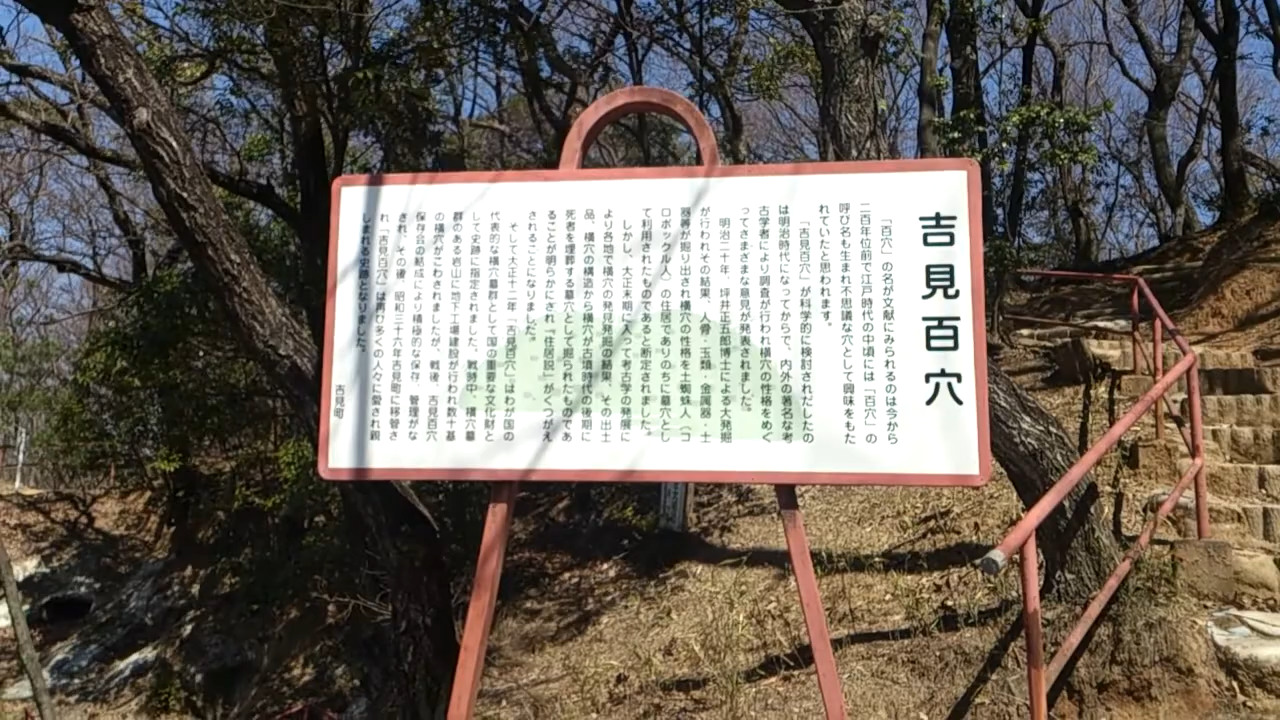 吉見百穴
「百穴」の名が文献にみられるのは今から
二百年位前で江戸時代の中頃には「百穴」の
呼び名も生まれ不思議な穴として興味をもた
れていたと思われます。
「吉見百穴」が科学的に検討されだしたの
は明治時代になってからで、内外の著名な考
古学者により調査が行われ横穴の性格をめぐ
ってさまざまな意見が発表されました。
明治二十年、坪井正五郎博士による大発掘
が行われその結果、人骨・玉類・金属器・土
器等が掘り出され横穴の性格を土蜘蛛人（コ
ロボックル人）の住居でありのちに墓穴とし
て利用されたものであると断定されました。
しかし、大正末期に入って考古学の発展に
より各地で横穴の発見発掘の結果、その出土
品、横穴の構造から横穴が古墳時代の後期に
死者を埋葬する墓穴として掘られたものであ
ることが明らかにされ『住居説』がくつがえ
されることになりました。
そして大正十二年「吉見百穴」はわが国の
代表的な横穴墓群として国の重要な文化財と
して史跡に指定されました。戦時中、横穴墓
群のある岩山に地下工場建設が行われ数十基
の横穴がこわされましたが、戦後、吉見百穴
保存会の結成により積極的な保存、管理がな
され、その後、昭和三十六年吉見町に移管さ
れ「吉見百穴」は再び多くの人々に愛され親
しまれる史跡となりました。
吉見町